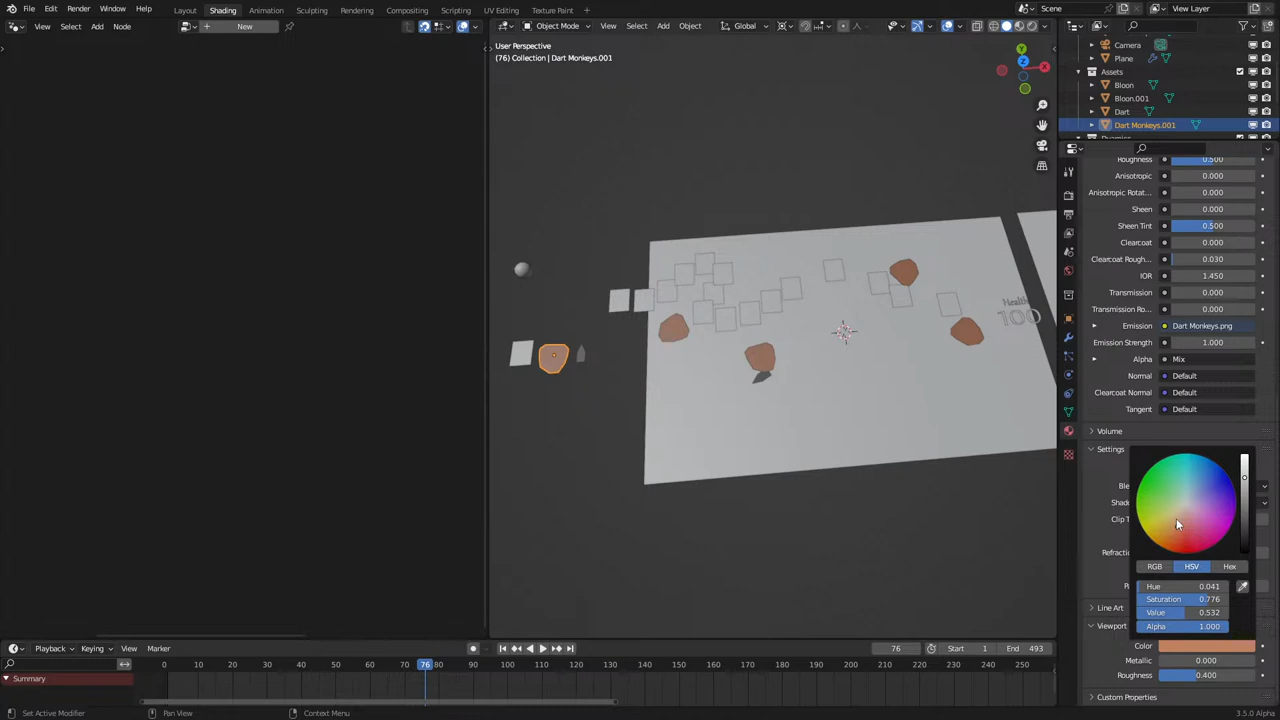 File Edit Render Window Help Layout Shading Animation Lighting Compositing Scripting UV Editing Texture Paint + Scene View Layer
View Select Add Node New Object Mode View Select Add Object Global
User Perspective
(76) Collection | Dart Monkeys.001
Camera
Plane
Assets
Bloon
Bloon.001
Dart
Dart Monkeys.001
Roughness 0.500
Anisotropic 0.000
Anisotropic Rotat... 0.000
Sheen 0.000
Sheen Tint 0.500
Clearcoat 0.000
Clearcoat Rough... 0.030
IOR 1.450
Transmission 0.000
Transmission Ro... 0.000
Emission Dart Monkeys.png
Emission Strength 1.000
Alpha Mix
Normal Default
Clearcoat Normal Default
Tangent Default
Health
100
Volume
Settings
Ble
Shado
Clip T
Refractio
Pa
RGB HSV Hex
Hue 0.041
Saturation 0.776
Value 0.532
Alpha 1.000
Line Art
Viewport
Color
Metallic 0.000
Roughness 0.400
Custom Properties
Playback Keying View Marker 76 Start 1 End 493
0 10 20 30 40 50 60 70 76 90 100 110 120 130 140 150 160 170 180 190 200 210 220 230 240 250
Summary
Set Active Modifier Pan View Context Menu 3.5.0 Alpha